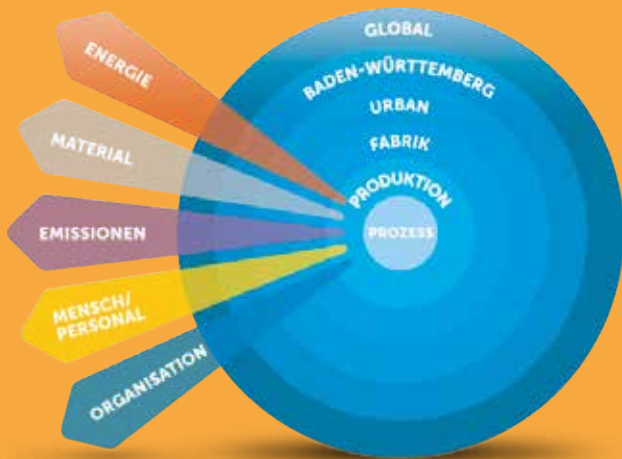 GLOBAL
BADEN-WÜRTTEMBERG
URBAN
FABRIK
PRODUKTION
PROZESS
ENERGIE
MATERIAL
EMISSIONEN
MENSCH/
PERSONAL
ORGANISATION